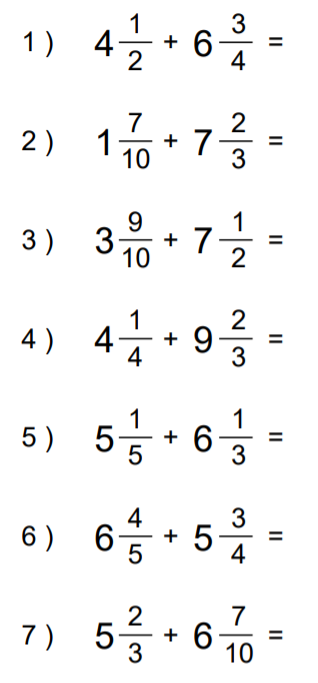 1 ) 4 1/2 + 6 3/4 =
2 ) 1 7/10 + 7 2/3 =
3 ) 3 9/10 + 7 1/2 =
4 ) 4 1/4 + 9 2/3 =
5 ) 5 1/5 + 6 1/3 =
6 ) 6 4/5 + 5 3/4 =
7 ) 5 2/3 + 6 7/10 =